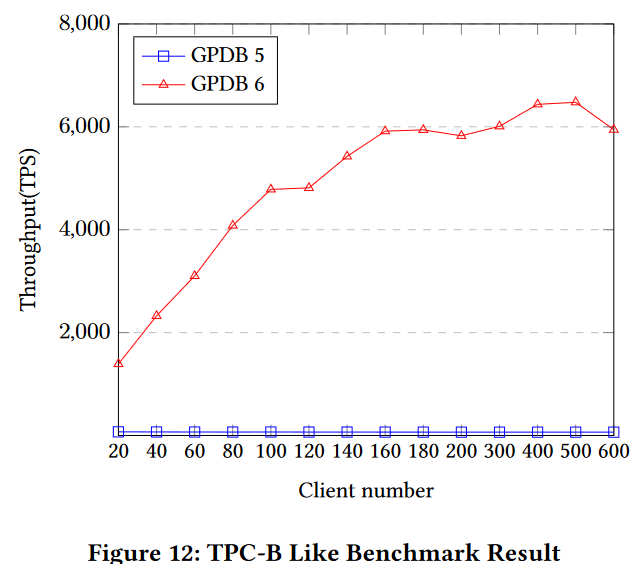 8,000
GPDB 5
GPDB 6
6,000
4,000
2,000
Throughput(TPS)
20 40 60 80 100 120 140 160 180 200 300 400 500 600
Client number
Figure 12: TPC-B Like Benchmark Result